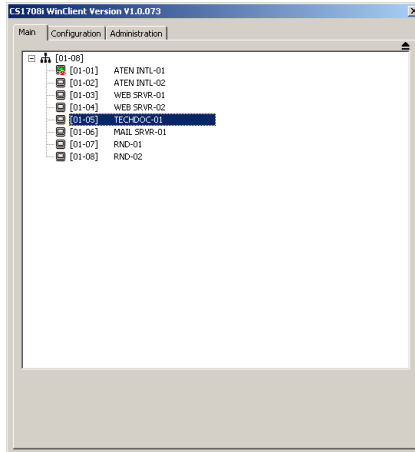 CS1708i WinClient Version V1.0.073
Main Configuration Administration
[01-08]
[01-01] ATEN INTL-01
[01-02] ATEN INTL-02
[01-03] WEB SRVR-01
[01-04] WEB SRVR-02
[01-05] TECHDOC-01
[01-06] MAIL SRVR-01
[01-07] RND-01
[01-08] RND-02